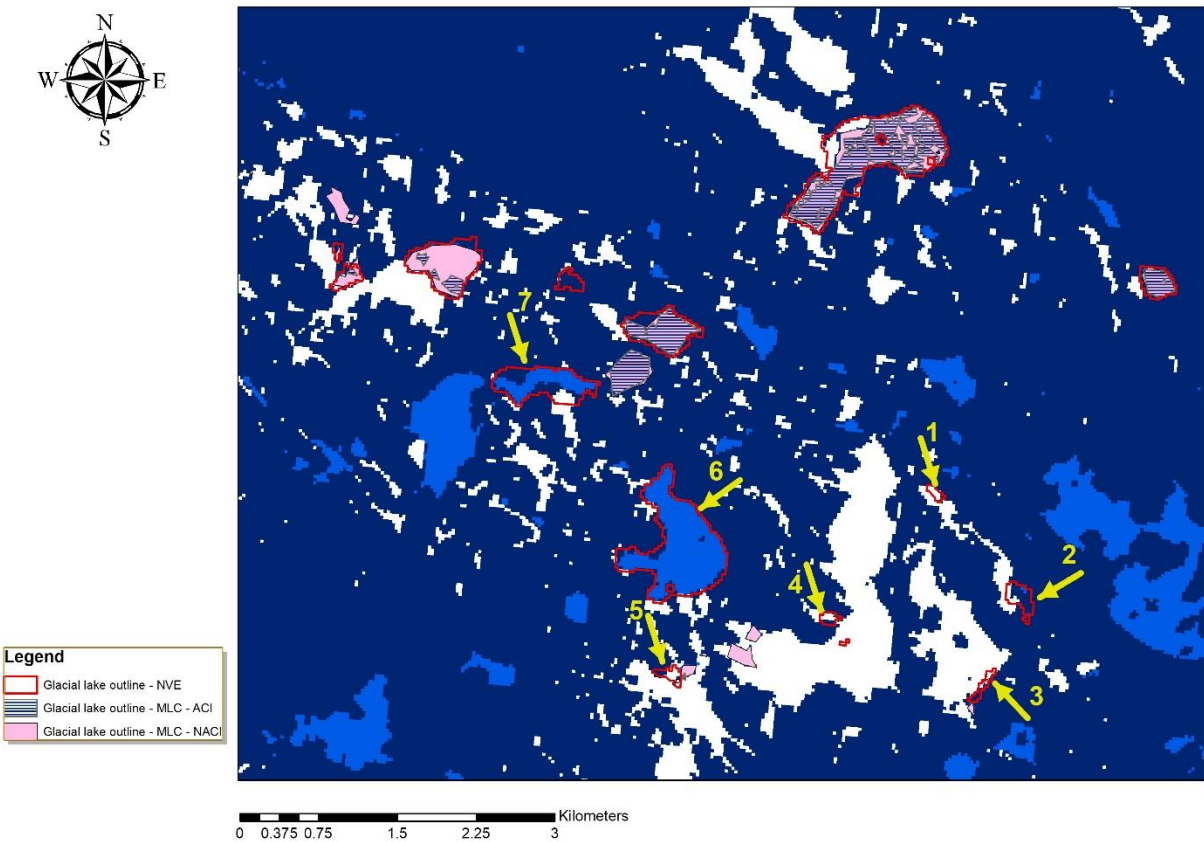 N
W E
S
7
1
6
2
4
5
3
Legend
Glacial lake outline - NVE
Glacial lake outline - MLC - ACI
Glacial lake outline - MLC - NACI
Kilometers
0 0.375 0.75 1.5 2.25 3